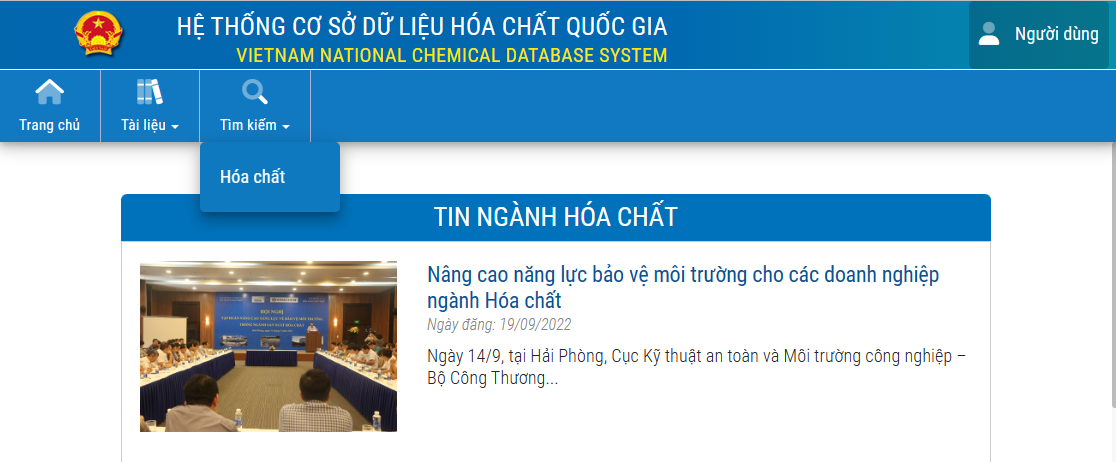 HỆ THỐNG CƠ SỞ DỮ LIỆU HÓA CHẤT QUỐC GIA
VIETNAM NATIONAL CHEMICAL DATABASE SYSTEM
Người dùng
Trang chủ
Tài liệu
Tìm kiếm
Hóa chất
TIN NGÀNH HÓA CHẤT
HỘI NGHỊ
Nâng cao năng lực bảo vệ môi trường cho các doanh nghiệp
ngành Hóa chất
Ngày đăng: 19/09/2022
Ngày 14/9, tại Hải Phòng, Cục Kỹ thuật an toàn và Môi trường công nghiệp –
Bộ Công Thương...